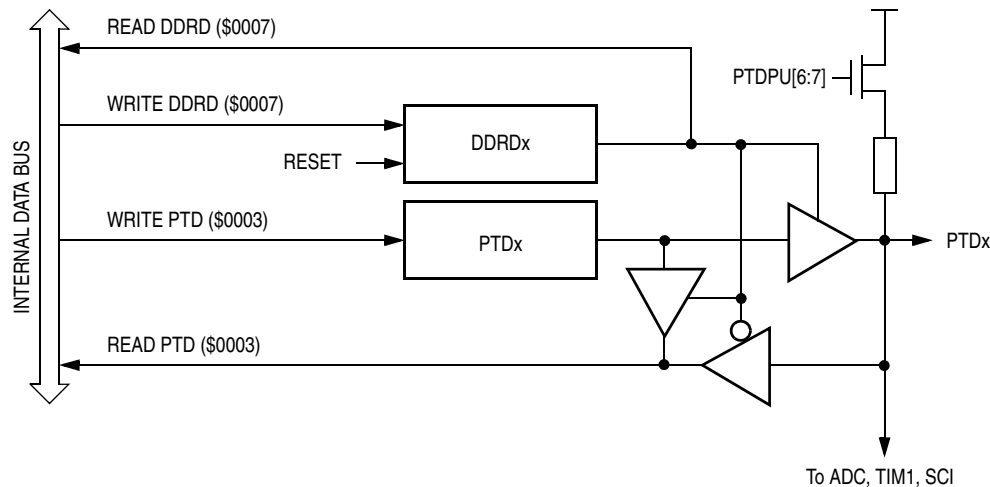 READ DDRD ($0007)
PTDPU[6:7]
WRITE DDRD ($0007)
DDRDx
RESET
INTERNAL DATA BUS
WRITE PTD ($0003)
PTDx
PTDx
READ PTD ($0003)
To ADC, TIM1, SCI